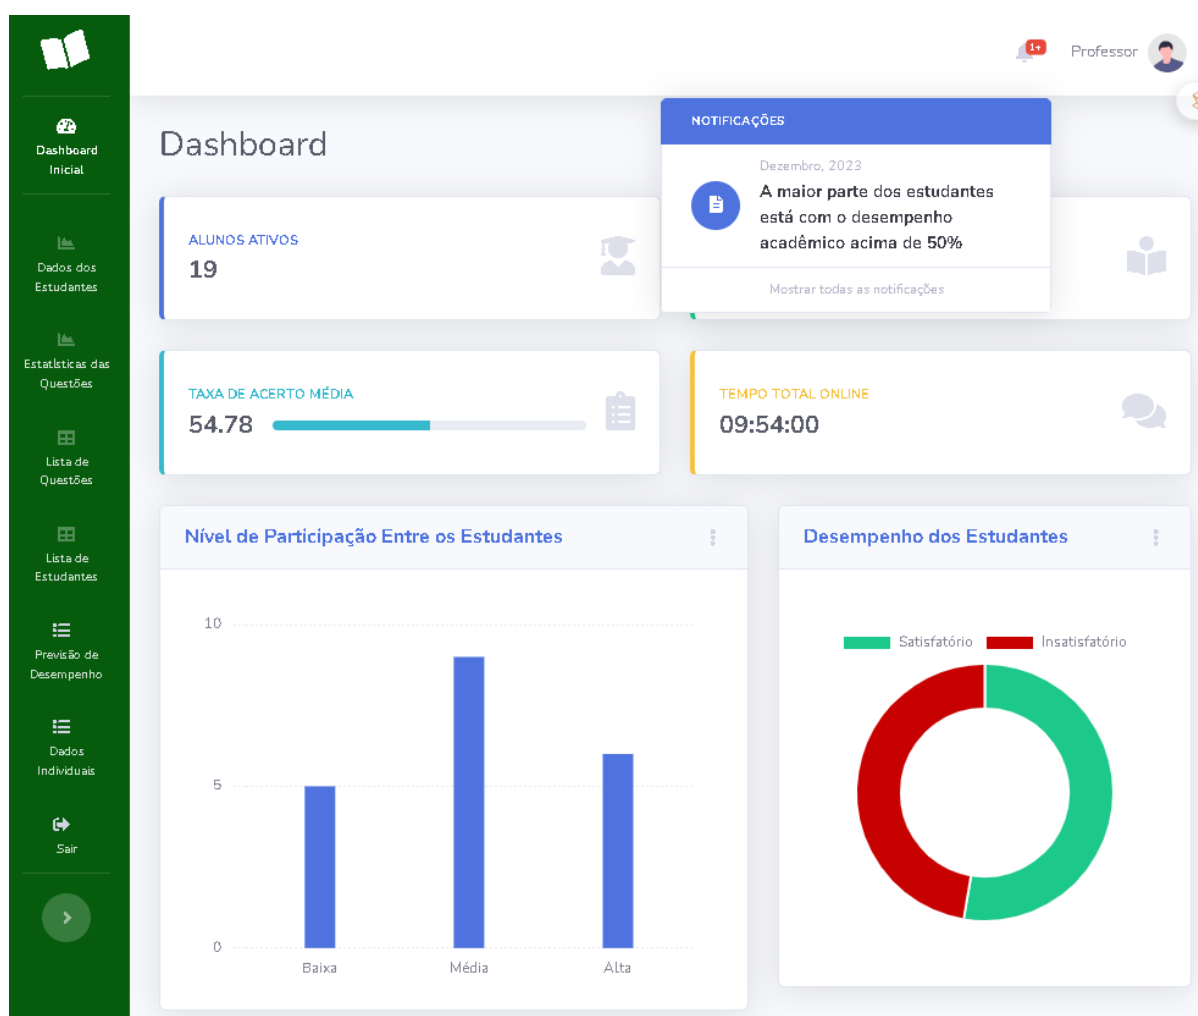 1+
Professor
Dashboard
Inicial
Dados dos
Estudantes
Estatísticas das
Questões
Lista de
Questões
Lista de
Estudantes
Previsão de
Desempenho
Dados
Individuais
Sair
Dashboard
NOTIFICAÇÕES
Dezembro, 2023
A maior parte dos estudantes
está com o desempenho
acadêmico acima de 50%
Mostrar todas as notificações
ALUNOS ATIVOS
19
TAXA DE ACERTO MÉDIA
54.78
TEMPO TOTAL ONLINE
09:54:00
Nível de Participação Entre os Estudantes
10
5
0
Baixa Média Alta
Desempenho dos Estudantes
Satisfatório Insatisfatório